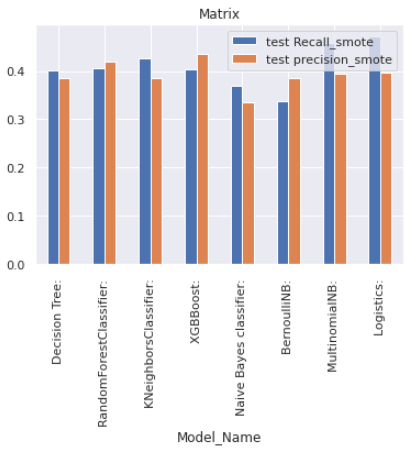 Matrix
test Recall_smote
test precision_smote
0.4
0.3
0.2
0.1
0.0
Decision Tree:
RandomForestClassifier:
KNeighborsClassifier:
XGBBoost:
Naive Bayes classifier:
BernoulliNB:
MultinomialNB:
Logistics:
Model_Name